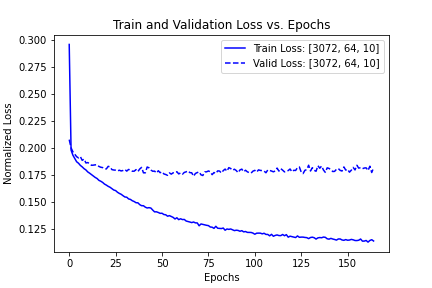 Train and Validation Loss vs. Epochs
Train Loss: [3072, 64, 10]
Valid Loss: [3072, 64, 10]
Normalized Loss
0.300
0.275
0.250
0.225
0.200
0.175
0.150
0.125
0 25 50 75 100 125 150
Epochs